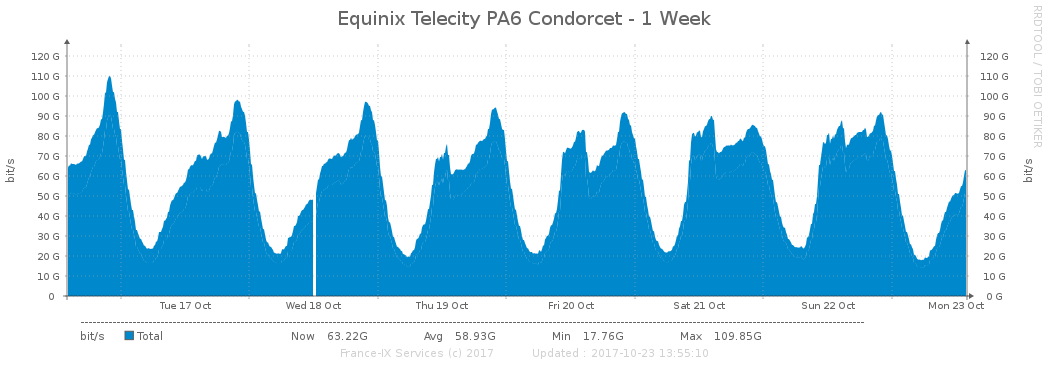 Equinix Telecity PA6 Condorcet - 1 Week
RRDTOOL / TOBI OETIKER
bit/s
120 G
110 G
100 G
90 G
80 G
70 G
60 G
50 G
40 G
30 G
20 G
10 G
0
120 G
110 G
100 G
90 G
80 G
70 G
60 G
50 G
40 G
30 G
20 G
10 G
0 G
bit/s
Tue 17 Oct Wed 18 Oct Thu 19 Oct Fri 20 Oct Sat 21 Oct Sun 22 Oct Mon 23 Oct
bit/s Total Now 63.22G Avg 58.93G Min 17.76G Max 109.85G
France-IX Services (c) 2017 Updated : 2017-10-23 13:55:10